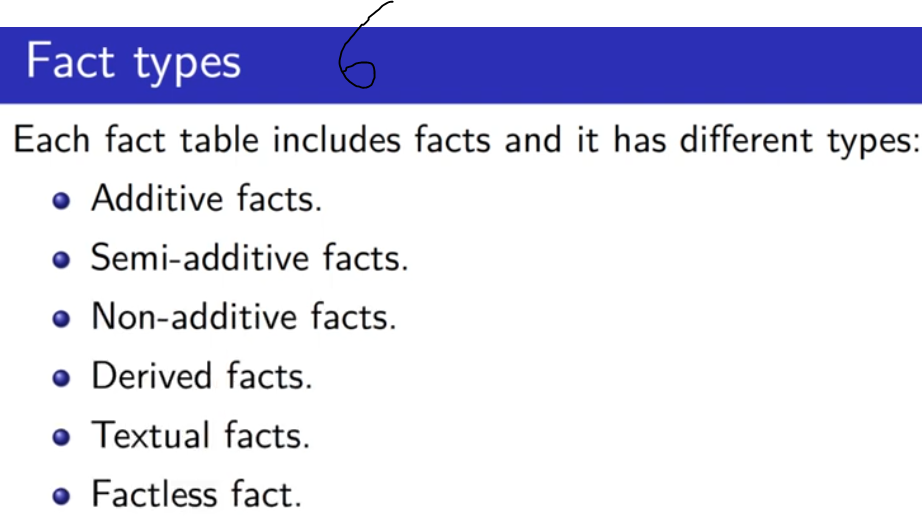 6
Fact types
Each fact table includes facts and it has different types:
Additive facts.
Semi-additive facts.
Non-additive facts.
Derived facts.
Textual facts.
Factless fact.